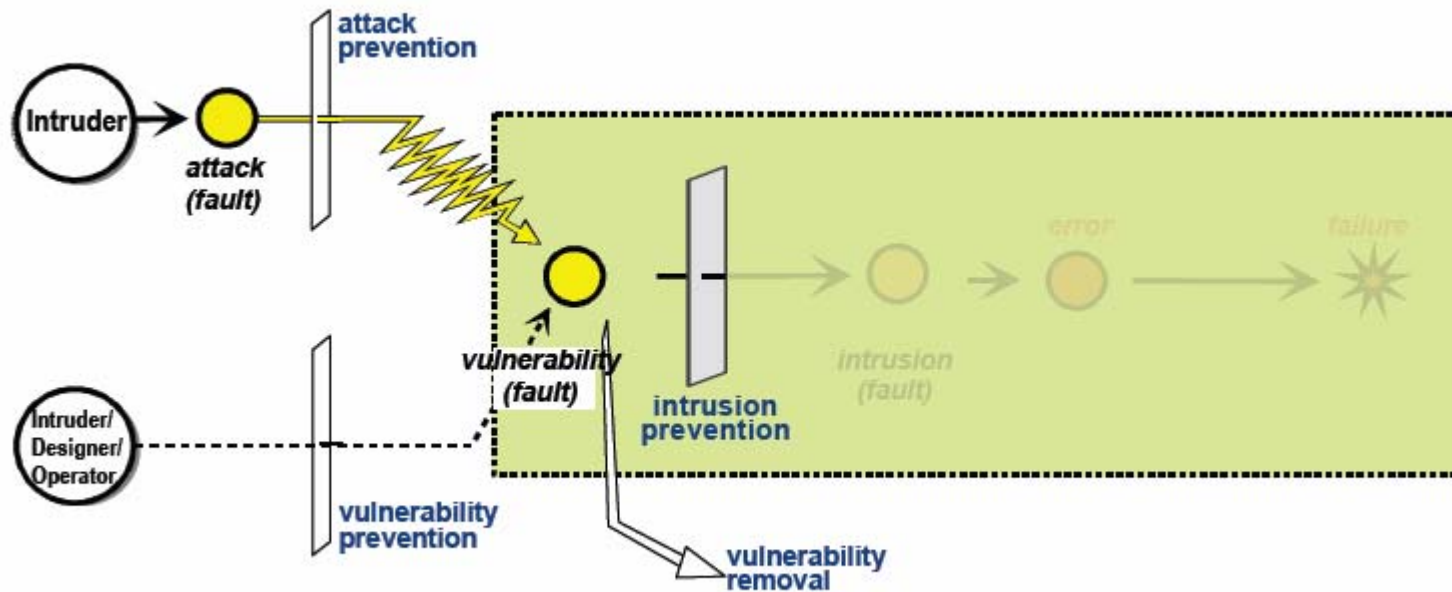 attack
prevention
Intruder
attack
(fault)
error
failure
vulnerability
(fault)
intrusion
(fault)
intrusion
prevention
Intruder/
Designer/
Operator
vulnerability
prevention
vulnerability
removal